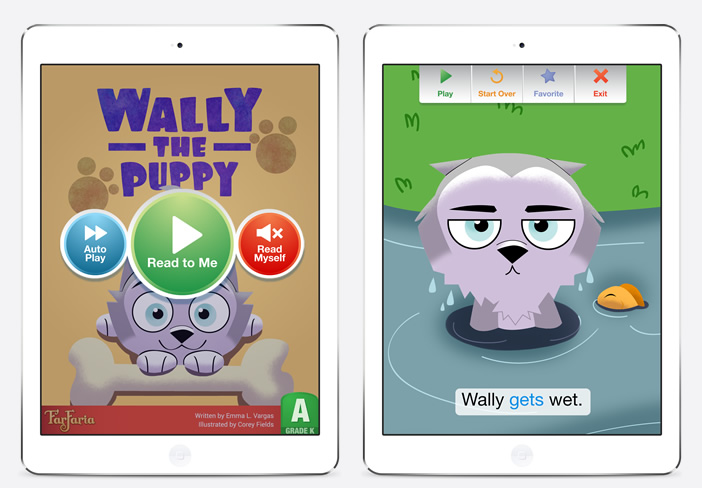 WALLY
THE
PUPPY
Auto
Play
Read to Me
Read
Myself
FarFaria
Written by Emma L. Vargas
Illustrated by Corey Fields
A
GRADE K
Play
Start Over
Favorite
Exit
Wally gets wet.